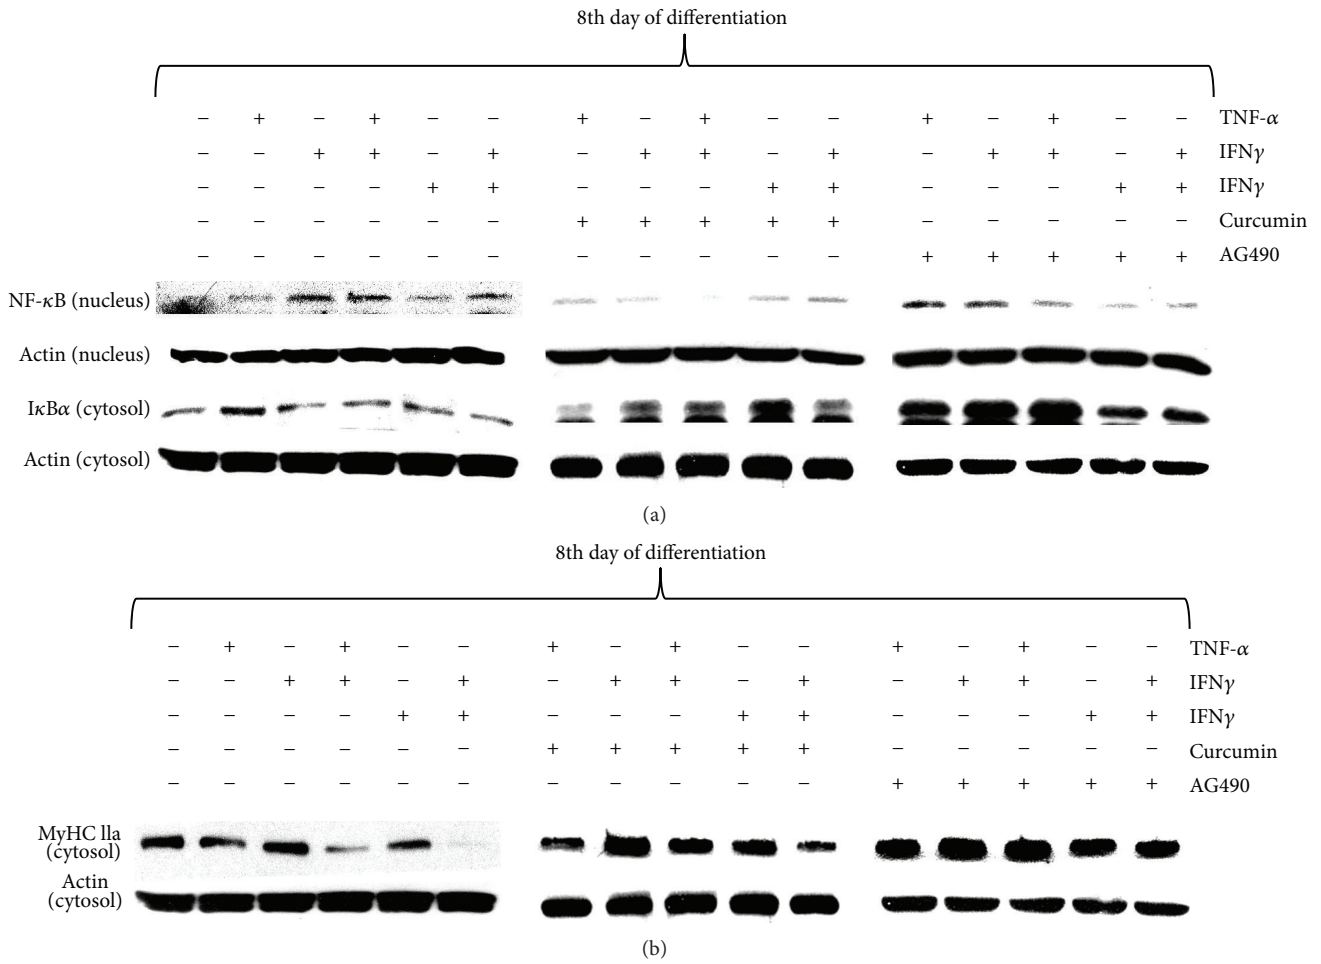 8th day of differentiation
− + − + − − + − + − − + − + − − TNF-α
− − + + − + − + + − + − + + − + IFNγ
− − − − + + − − − + + − − − + + IFNγ
− − − − − − + + + + + − − − − − Curcumin
− − − − − − − − − − − + + + + + AG490
NF-κB (nucleus)
Actin (nucleus)
IκBα (cytosol)
Actin (cytosol)
(a)
8th day of differentiation
− + − + − − + − + − − + − + − − TNF-α
− − + + − + − + + − + − + + − + IFNγ
− − − − + + − − − + + − − − + + IFNγ
− − − − − − + + + + + − − − − − Curcumin
− − − − − − − − − − − + + + + + AG490
MyHC lla
(cytosol)
Actin
(cytosol)
(b)